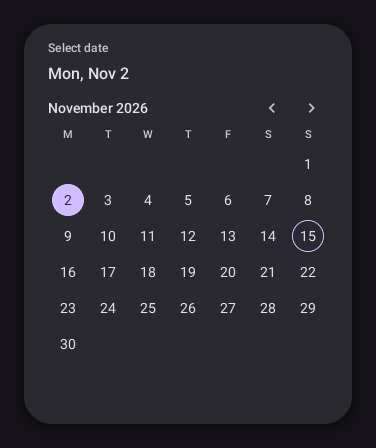 Select date
Mon, Nov 2
November 2026
M T W T F S S
1
2 3 4 5 6 7 8
9 10 11 12 13 14 15
16 17 18 19 20 21 22
23 24 25 26 27 28 29
30